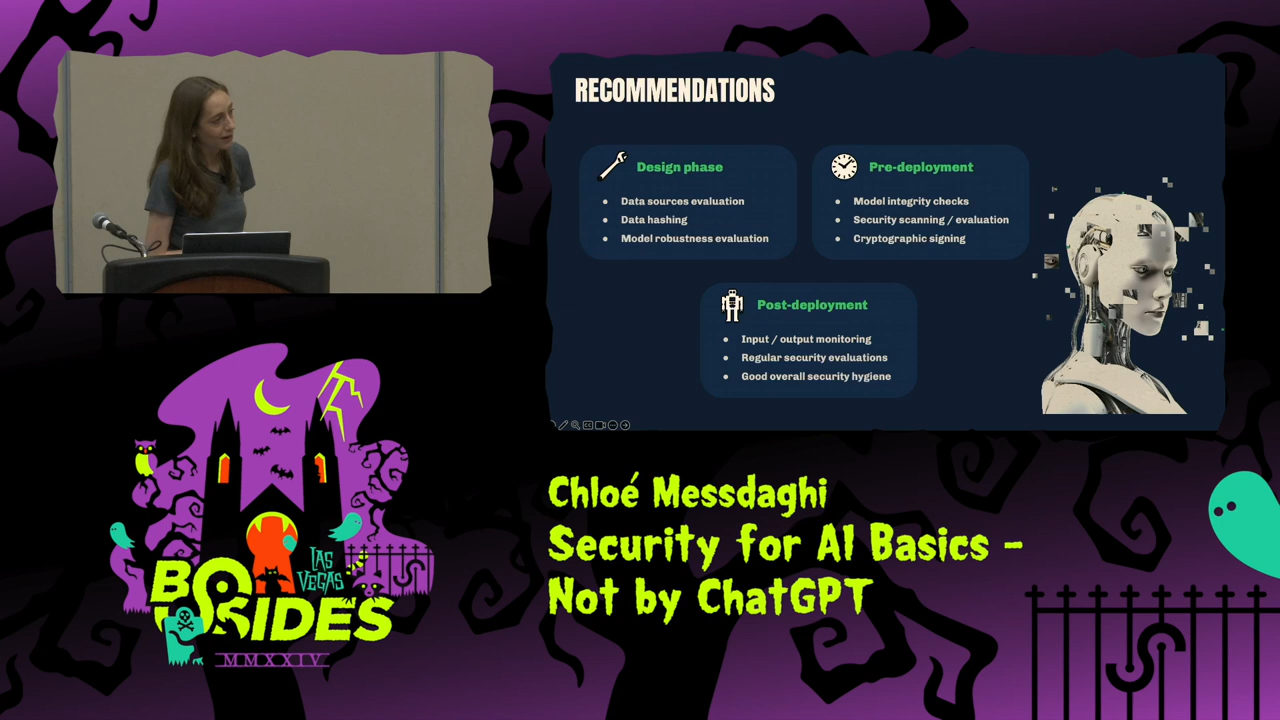 RECOMMENDATIONS
Design phase
• Data sources evaluation
• Data hashing
• Model robustness evaluation
Pre-deployment
• Model integrity checks
• Security scanning / evaluation
• Cryptographic signing
Post-deployment
• Input / output monitoring
• Regular security evaluations
• Good overall security hygiene
LAS
VEGAS
BSIDES
MMXXIV
Chloé Messdaghi
Security for AI Basics -
Not by ChatGPT